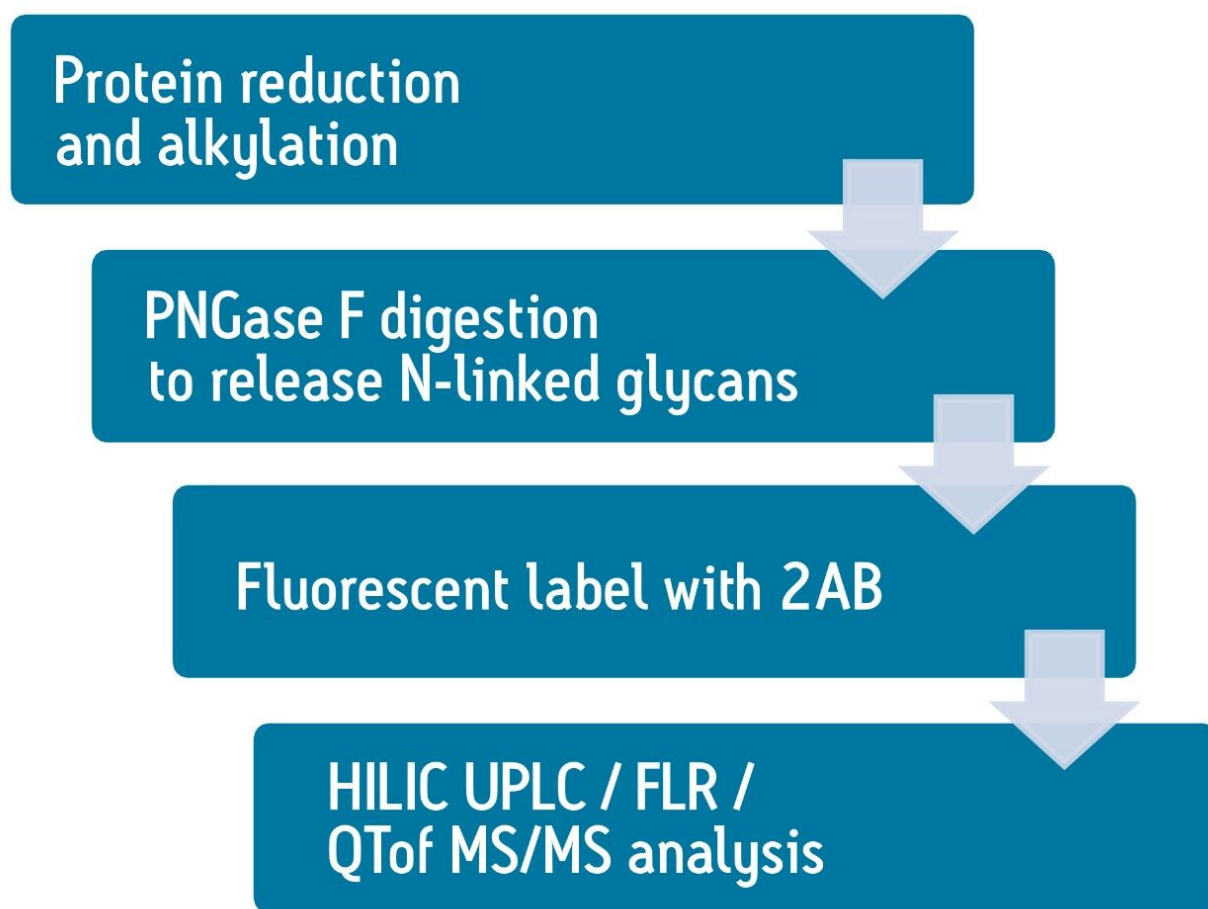 Protein reduction
and alkylation
PNGase F digestion
to release N-linked glycans
Fluorescent label with 2AB
HILIC UPLC / FLR /
QTof MS/MS analysis